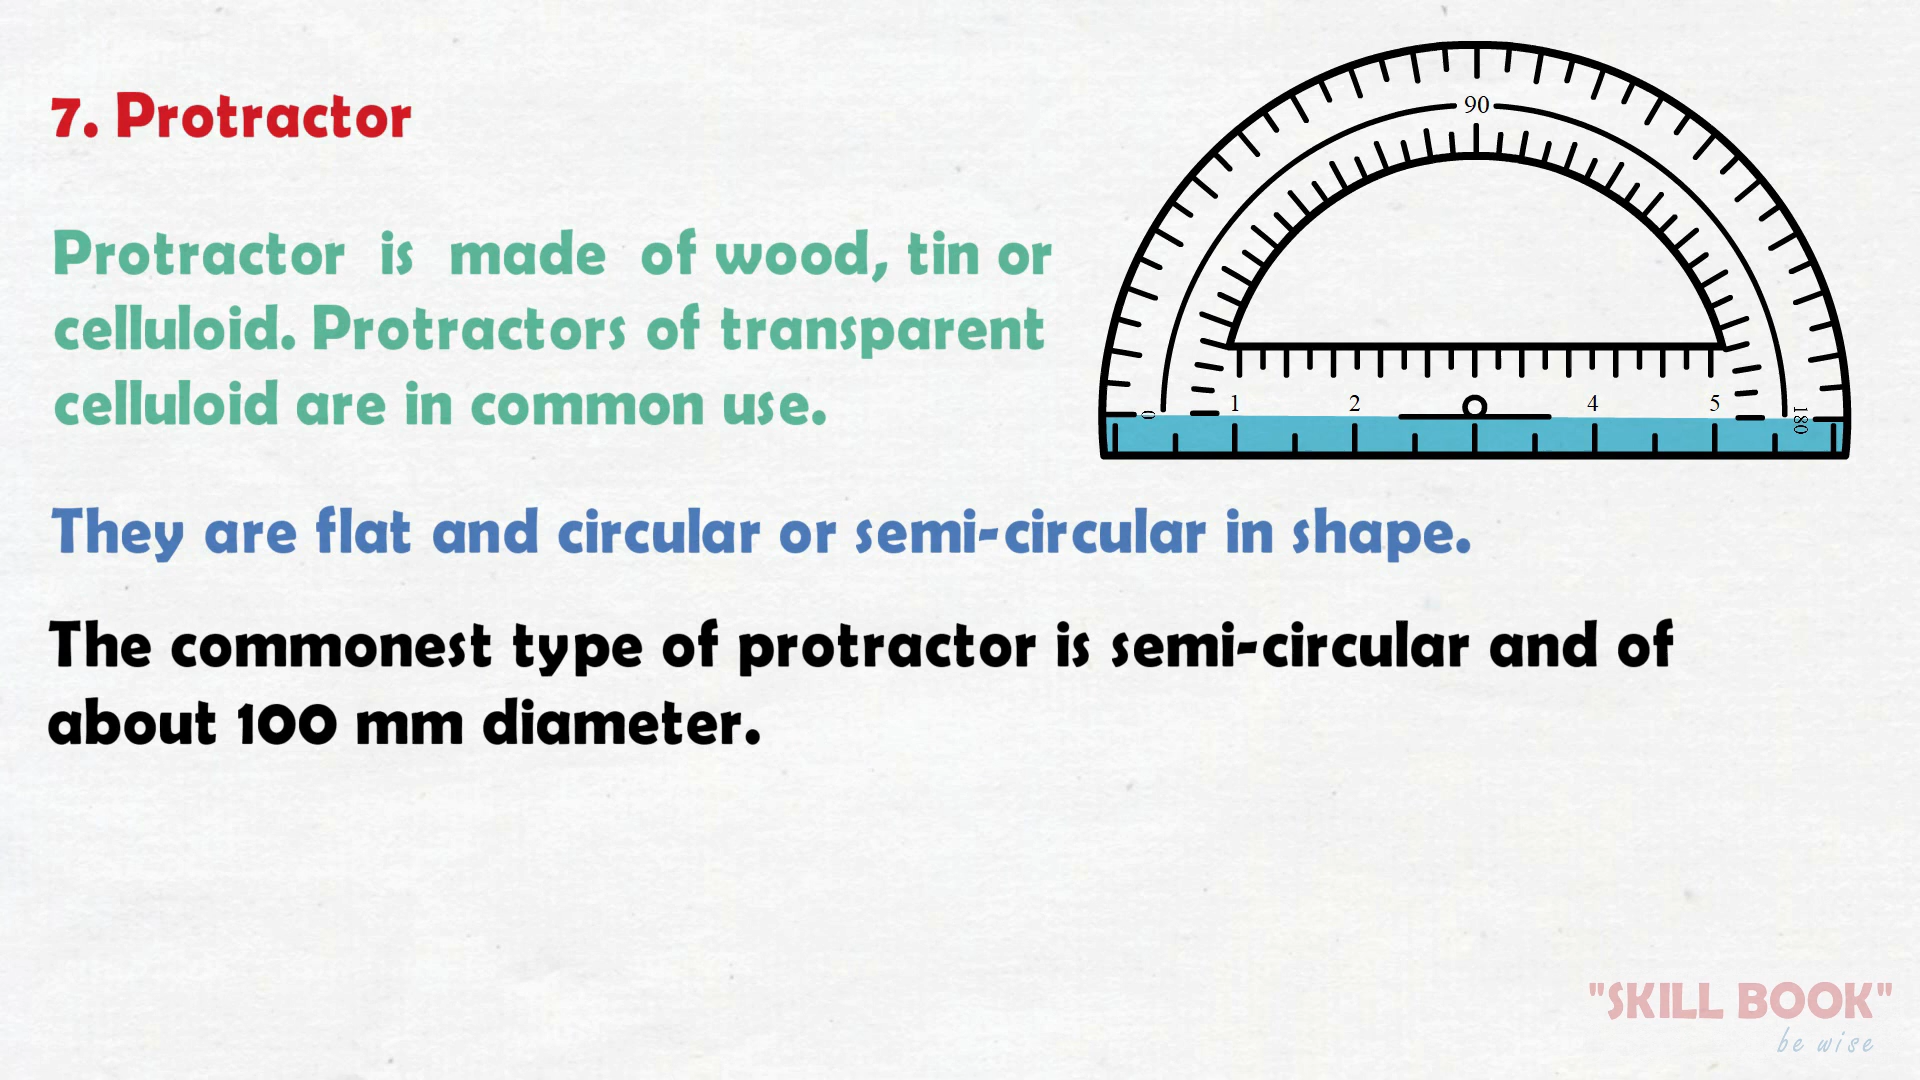 7. Protractor
Protractor is made of wood, tin or
celluloid. Protractors of transparent
celluloid are in common use.
90
0
1
2
4
5
180
They are flat and circular or semi-circular in shape.
The commonest type of protractor is semi-circular and of
about 100 mm diameter.
"SKILL BOOK"
be wise